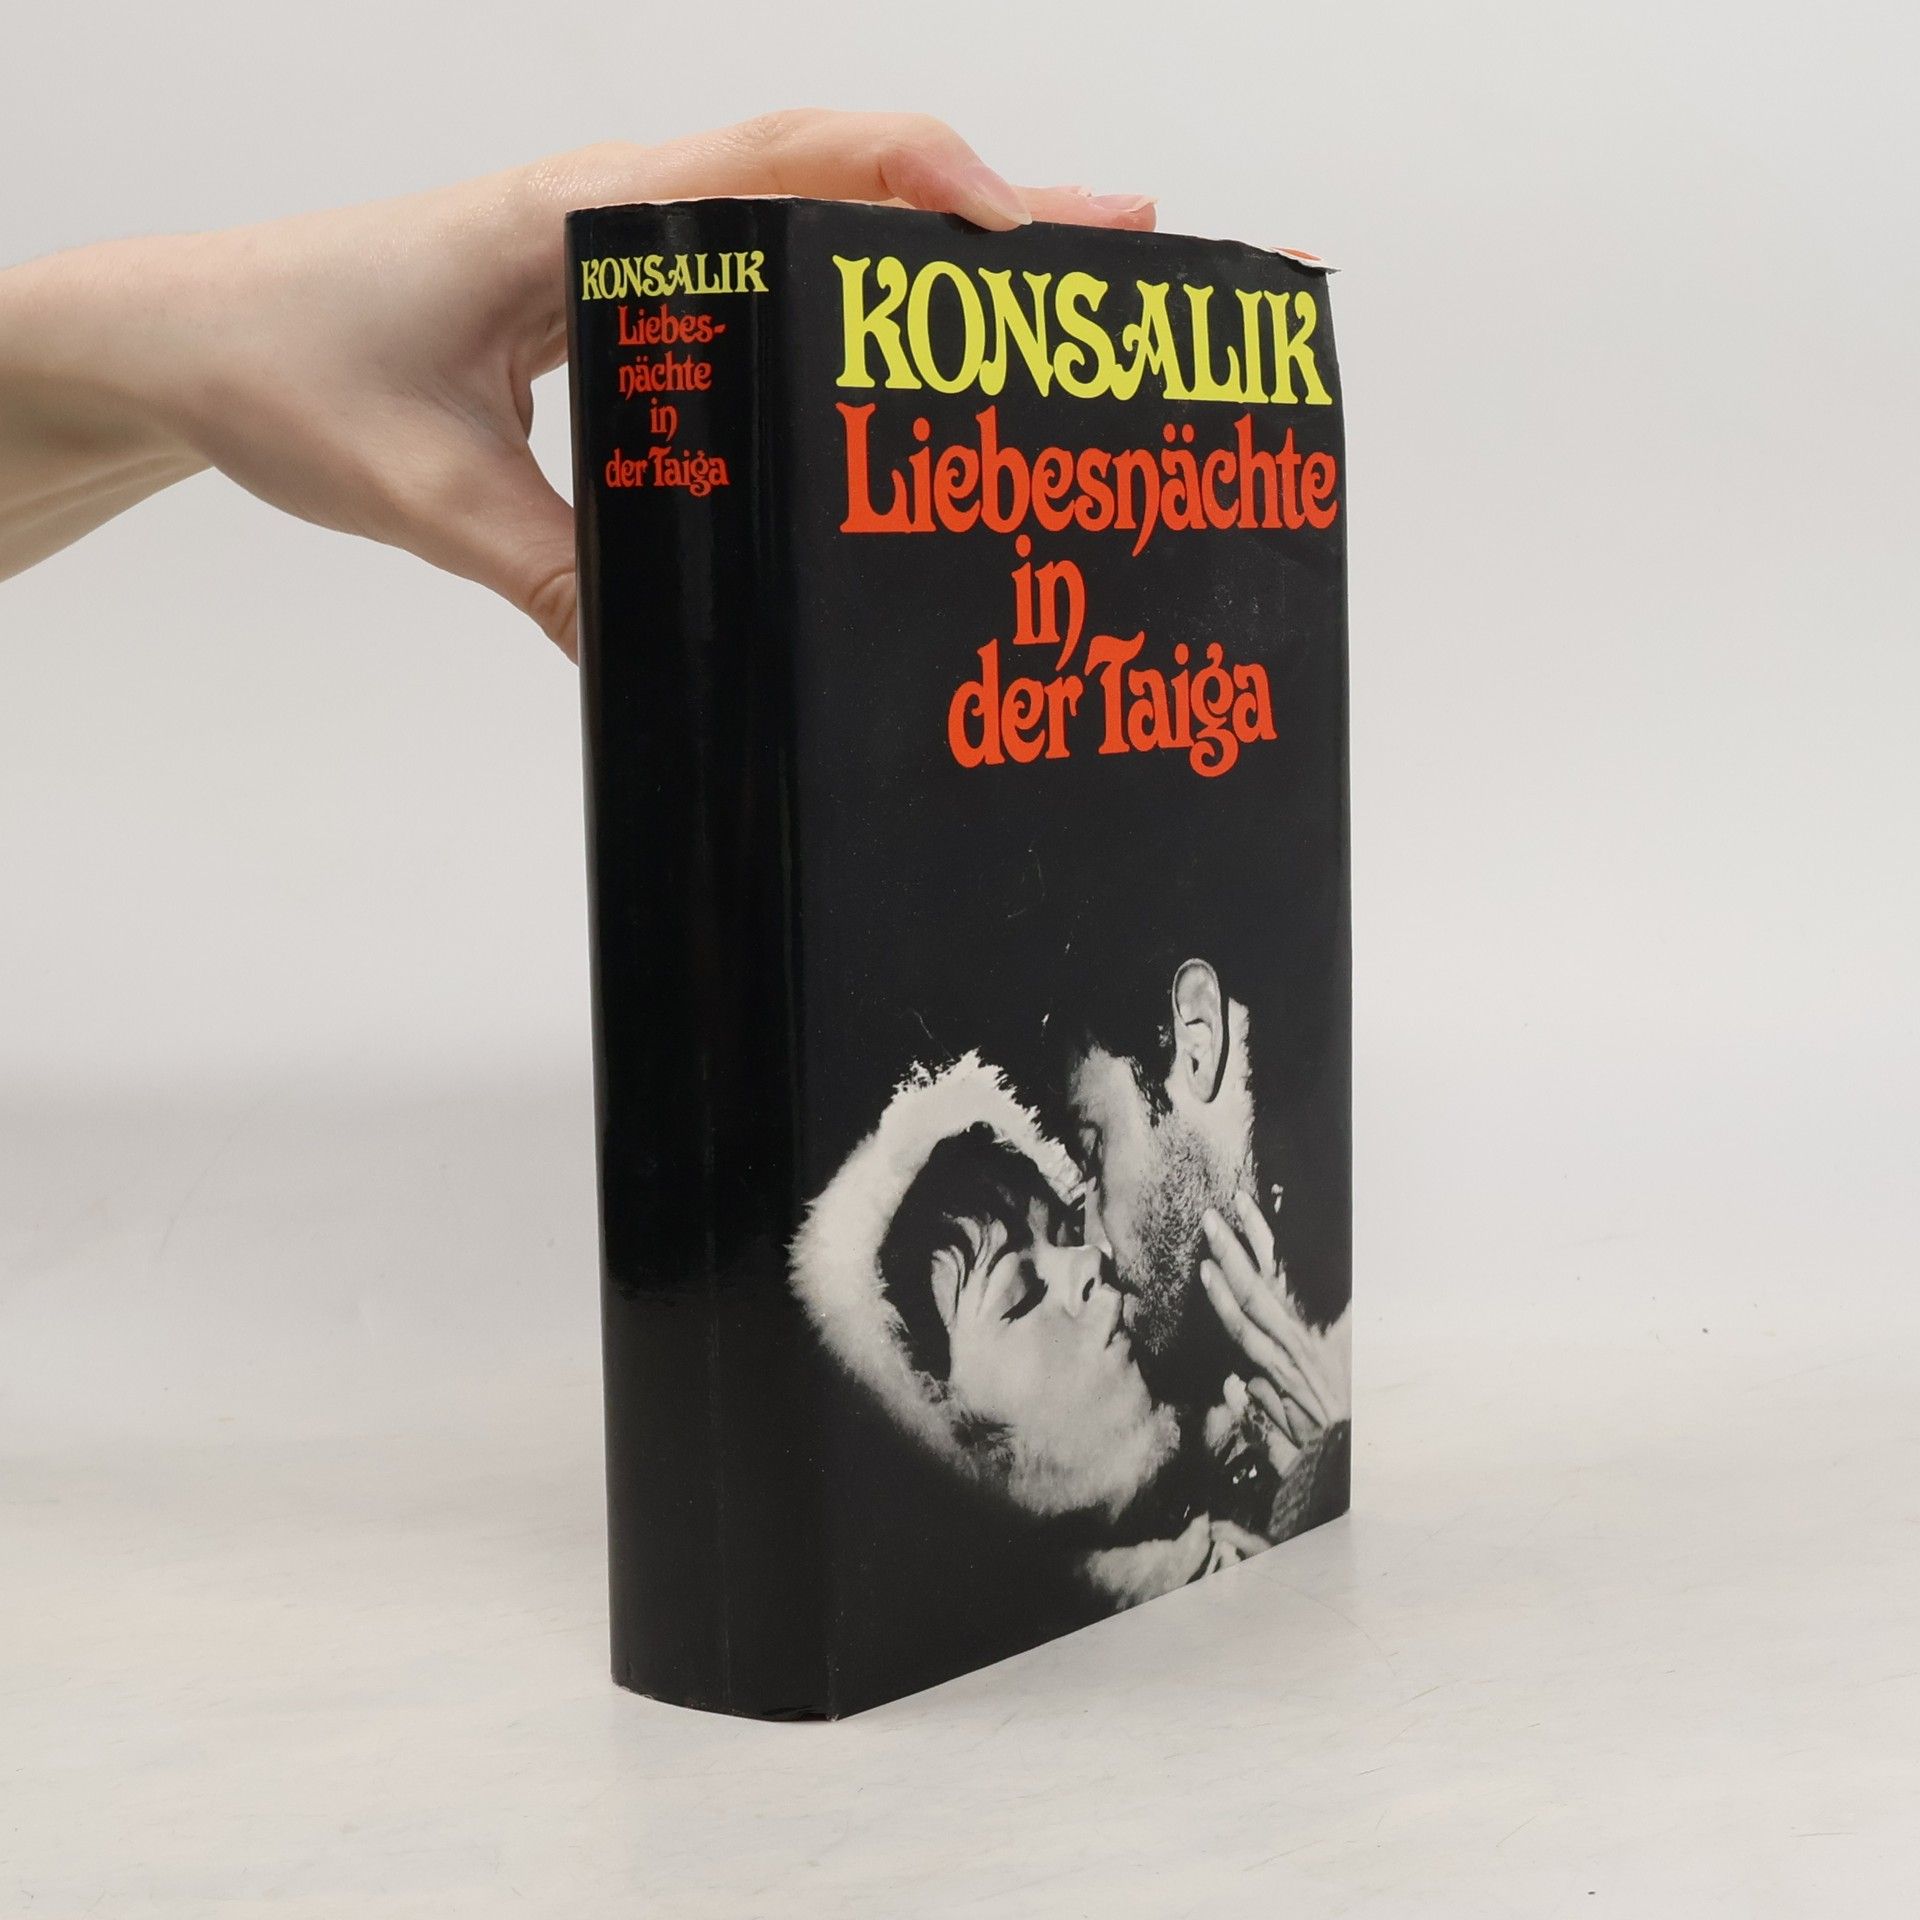 KONSALIK
Liebes-
nächte
in
der Taiga
KONSALIK
Liebesnächte
in
der Taiga